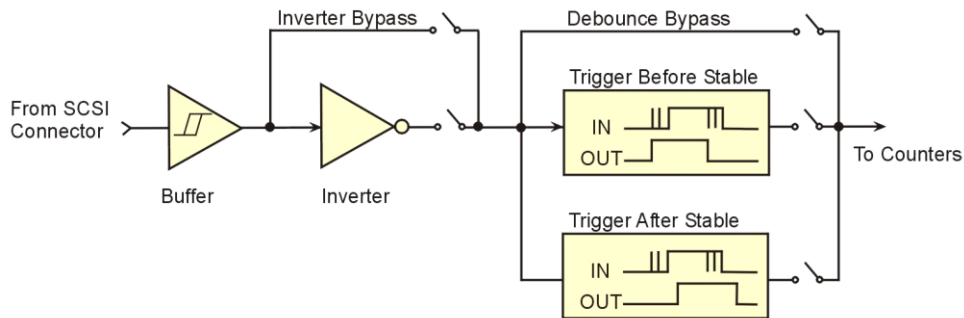 Inverter Bypass
Debounce Bypass
Trigger Before Stable
From SCSI
Connector
IN
OUT
To Counters
Buffer
Inverter
Trigger After Stable
IN
OUT